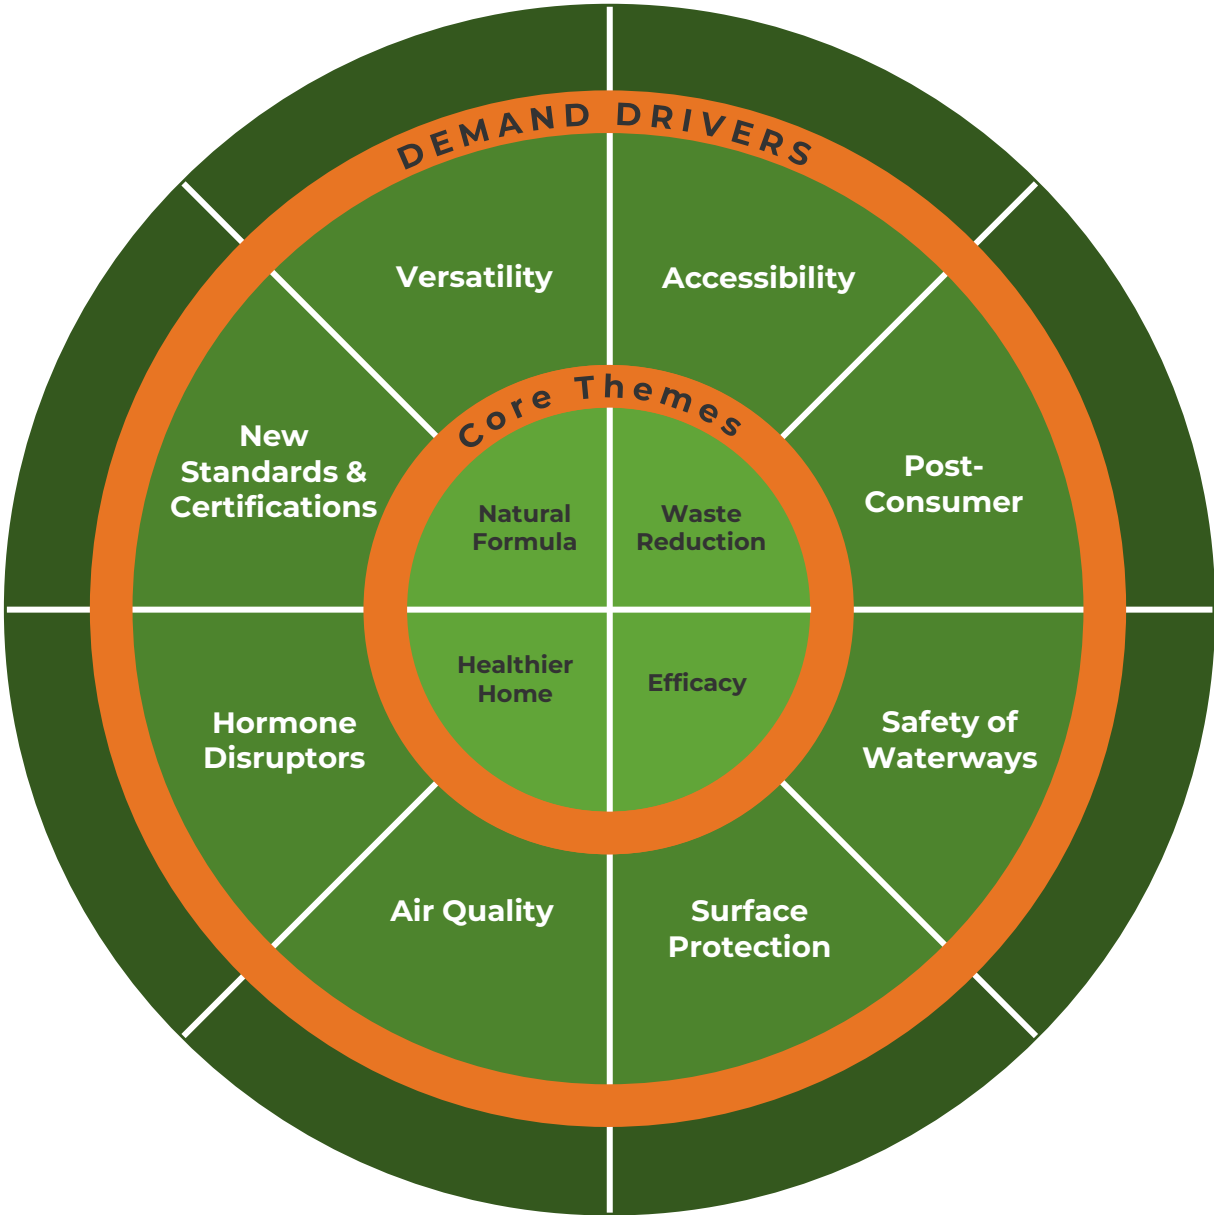 DEMAND DRIVERS
Versatility
Accessibility
New
Standards &
Certifications
Post-
Consumer
Core Themes
Natural
Formula
Waste
Reduction
Healthier
Home
Efficacy
Hormone
Disruptors
Safety of
Waterways
Air Quality
Surface
Protection